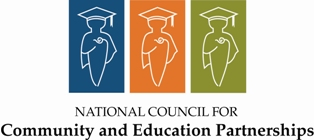 NATIONAL COUNCIL FOR
Community and Education Partnerships